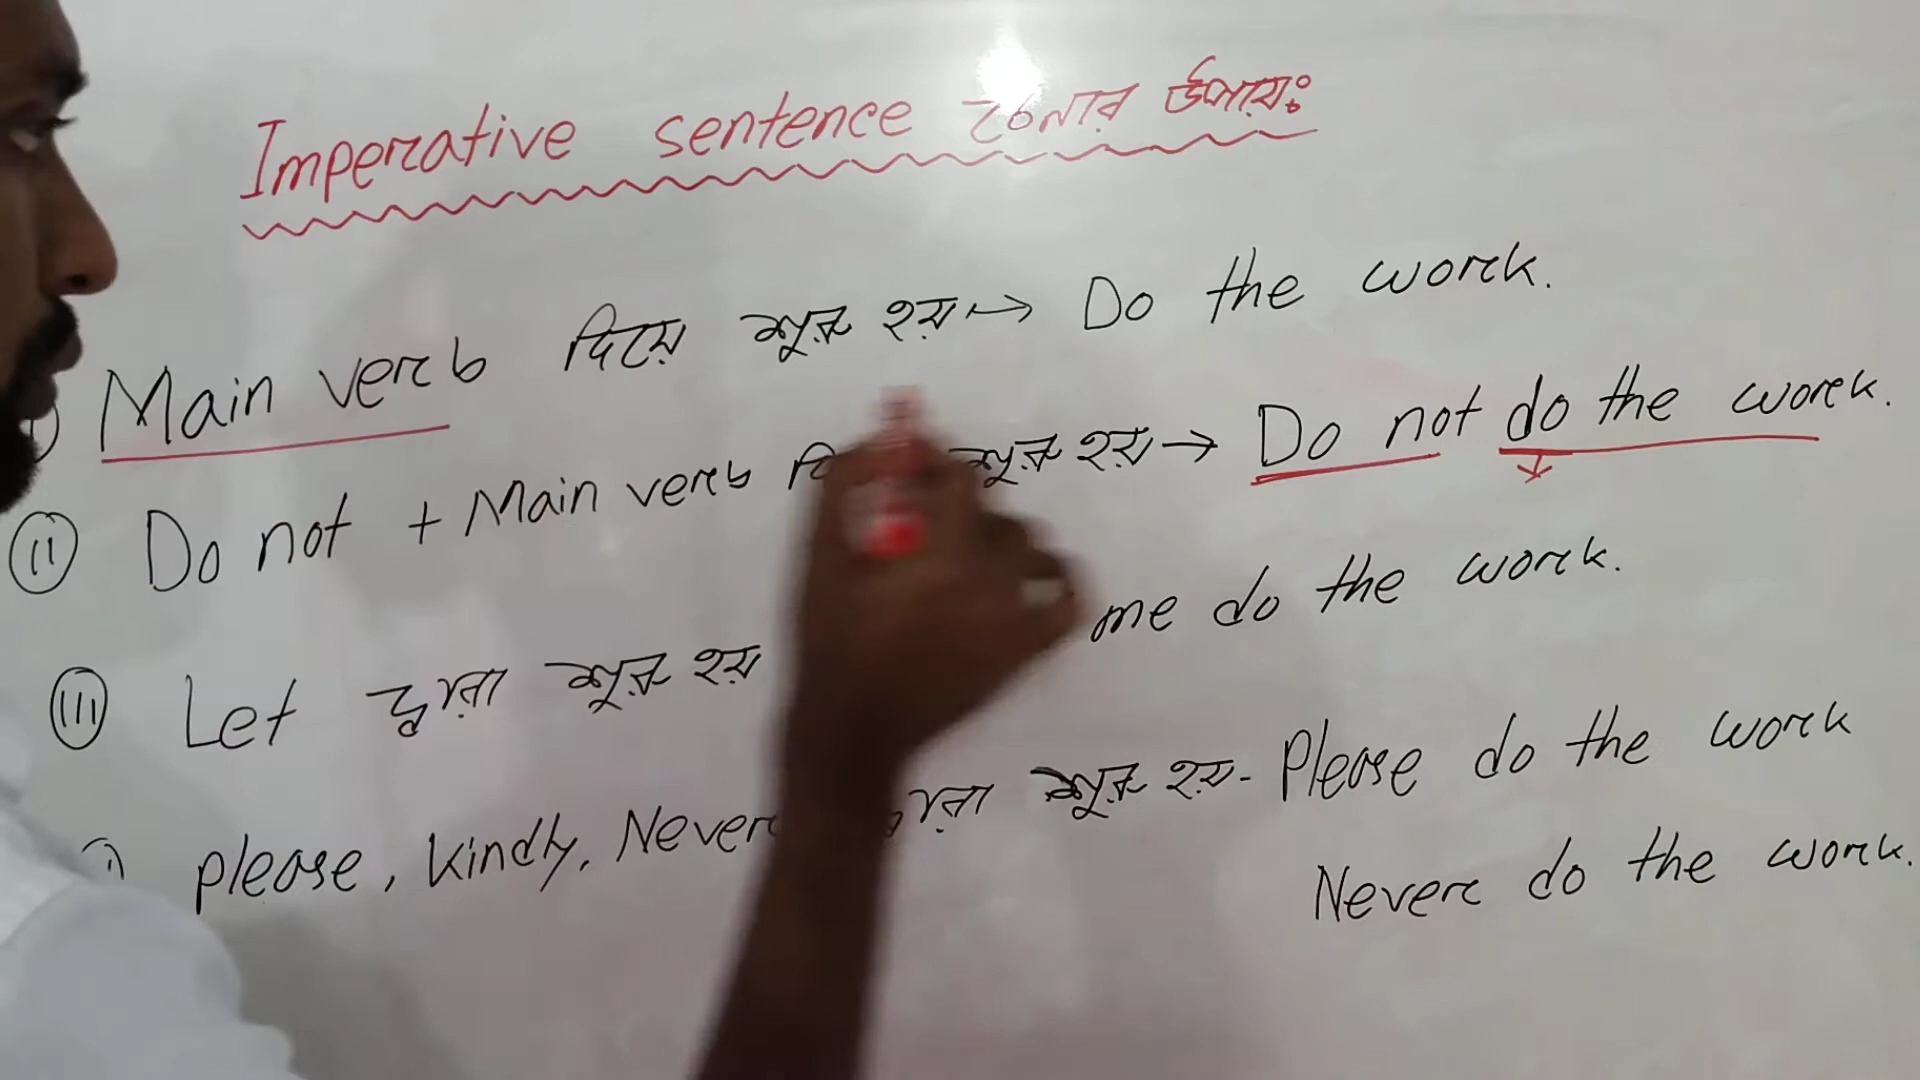 Imperative sentence চেনার উপায়ঃ
Main verb দিয়ে শুরু হয় → Do the work.
(ii) Do not + Main verb শুরু হয় → Do not do the work.
(iii) Let দ্বারা শুরু হয় me do the work.
please, kindly, Never দ্বারা শুরু হয় - Please do the work
Never do the work.